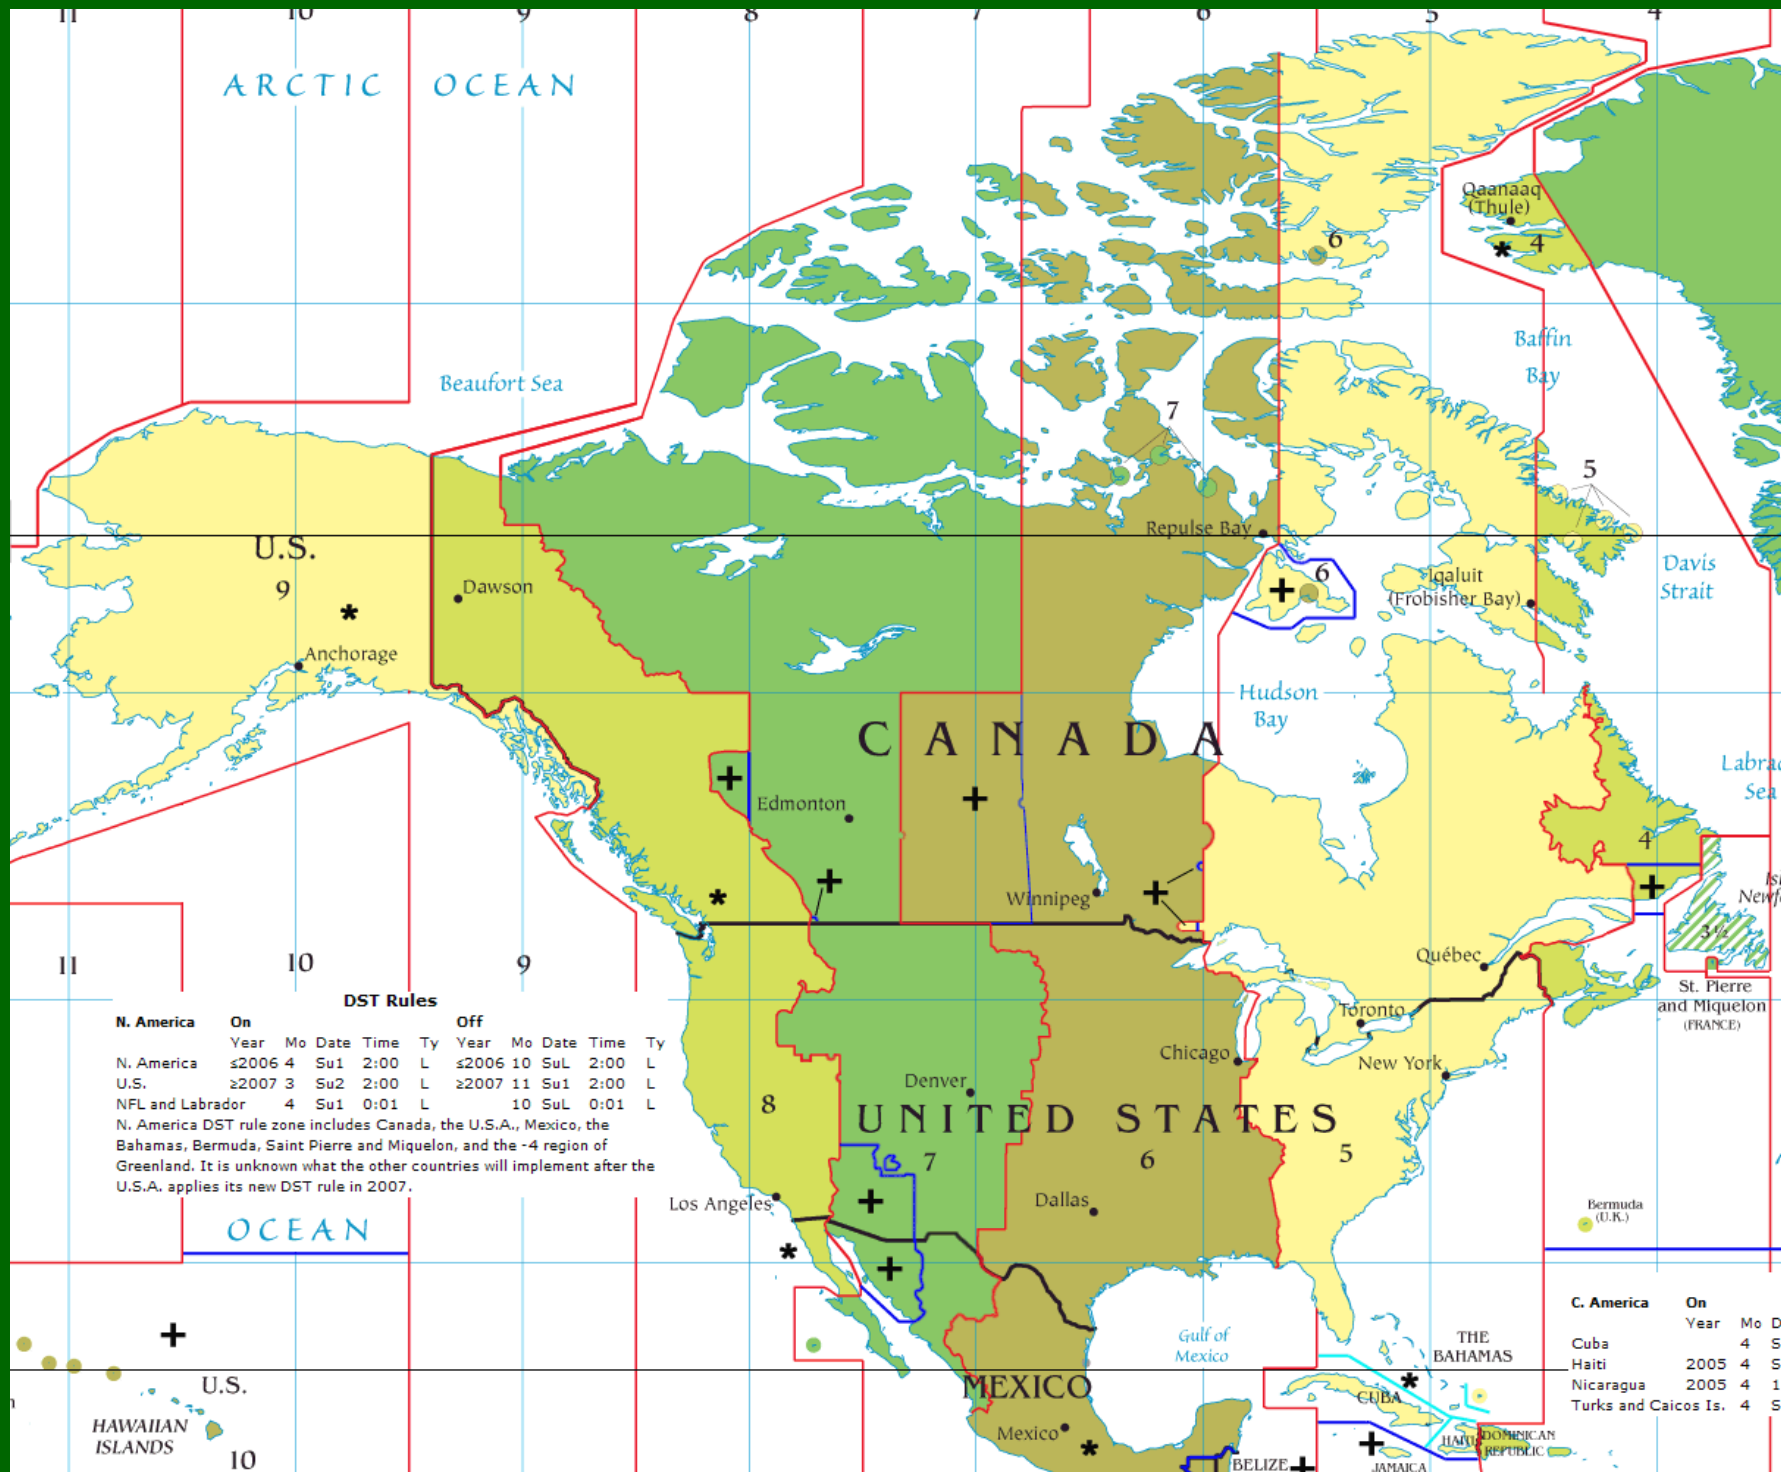 11 10 9 8 7 6 5 4
ARCTIC OCEAN
Qaanaaq
(Thule)
6
* 4
Baffin
Bay
Beaufort Sea
7
5
Repulse Bay
U.S.
9
*
Dawson
+ 6
Iqaluit
(Frobisher Bay)
Davis
Strait
Anchorage
Hudson
Bay
CANADA
+
Edmonton
+
Labrad
Sea
4
+
*
+
+
Winnipeg
Isl
Newfo
3½
11 10 9
Québec
St. Pierre
and Miquelon
(FRANCE)
Toronto
Chicago
New York
Denver
8
UNITED STATES
7
6
5
DST Rules
N. America On Off
Year Mo Date Time Ty Year Mo Date Time Ty
N. America ≤2006 4 Su1 2:00 L ≤2006 10 SuL 2:00 L
U.S. ≥2007 3 Su2 2:00 L ≥2007 11 Su1 2:00 L
NFL and Labrador 4 Su1 0:01 L 10 SuL 0:01 L
N. America DST rule zone includes Canada, the U.S.A., Mexico, the
Bahamas, Bermuda, Saint Pierre and Miquelon, and the -4 region of
Greenland. It is unknown what the other countries will implement after the
U.S.A. applies its new DST rule in 2007.
Los Angeles
+
Dallas
Bermuda
(U.K.)
OCEAN
*
+
C. America On
Year Mo D
Cuba 4 S
Haiti 2005 4 S
Nicaragua 2005 4 1
Turks and Caicos Is. 4 S
+
Gulf of
Mexico
THE
BAHAMAS
*
U.S.
HAWAIIAN
ISLANDS
10
MEXICO
Mexico
*
CUBA
+
HAITI
DOMINICAN
REPUBLIC
BELIZE
+
JAMAICA